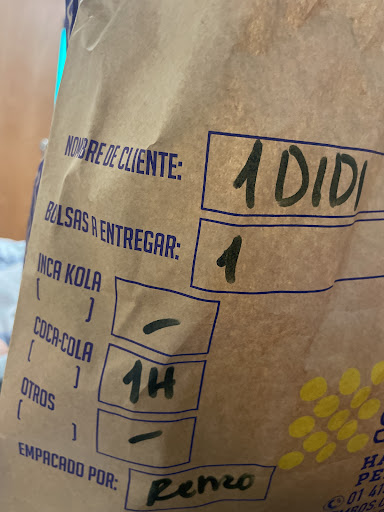 NOMBRE DE CLIENTE: 1 DIDI
BOLSAS A ENTREGAR: 1
INCA KOLA
[ ] -
COCA-COLA
[ ] 1H
OTROS
[ ] -
EMPACADO POR: Renzo